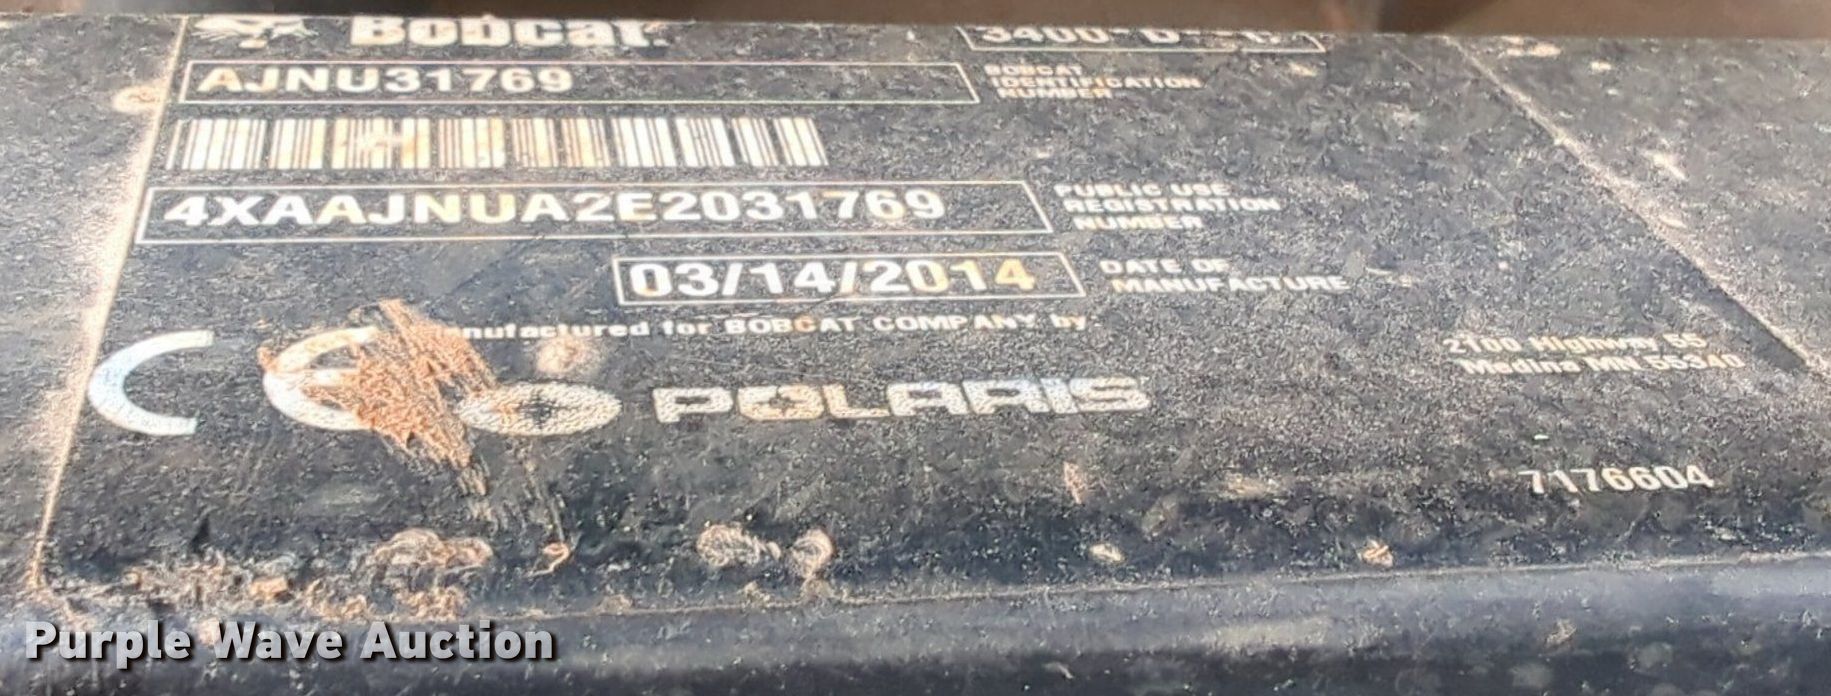 Bobcat
AJNU31769
BOBCAT
IDENTIFICATION
NUMBER
4XAAJNUA2E2031769
PUBLIC USE
REGISTRATION
NUMBER
03/14/2014
DATE OF
MANUFACTURE
for BOBCAT COMPANY by:
POLARIS
2100 Highway 55
Medina MN 55340
7176604
Purple Wave Auction